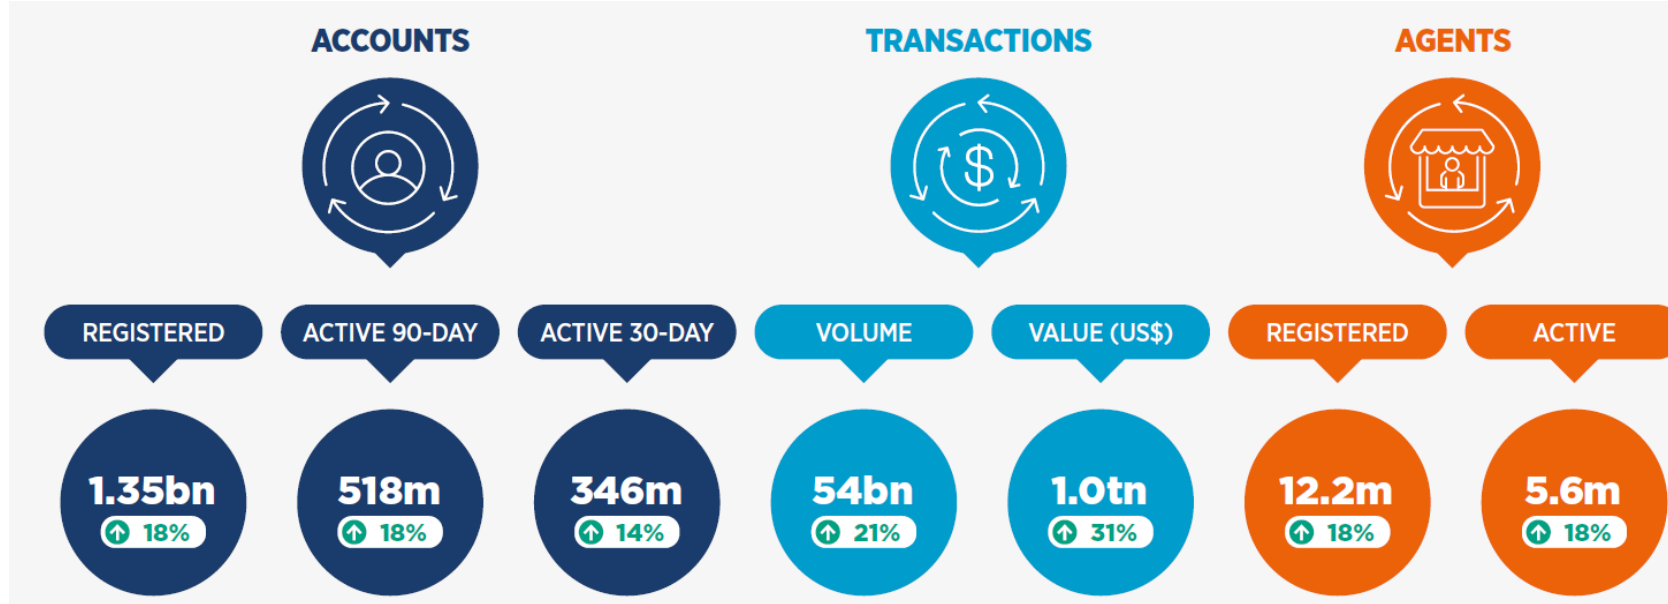 ACCOUNTS
TRANSACTIONS
AGENTS
REGISTERED
ACTIVE 90-DAY
ACTIVE 30-DAY
VOLUME
VALUE (US$)
REGISTERED
ACTIVE
$
1.35bn
18%
518m
18%
346m
14%
54bn
21%
1.0tn
31%
12.2m
18%
5.6m
18%